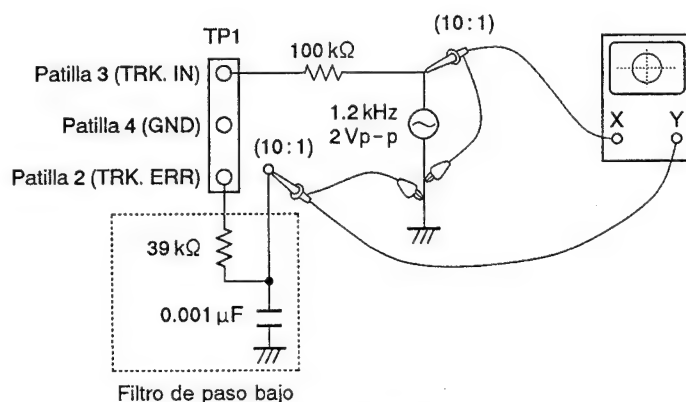 TP1
(10 : 1)
100 kΩ
Patilla 3 (TRK. IN)
Patilla 4 (GND)
1.2 kHz
2 Vp-p
X
Y
(10 : 1)
Patilla 2 (TRK. ERR)
39 kΩ
0.001 μF
Filtro de paso bajo